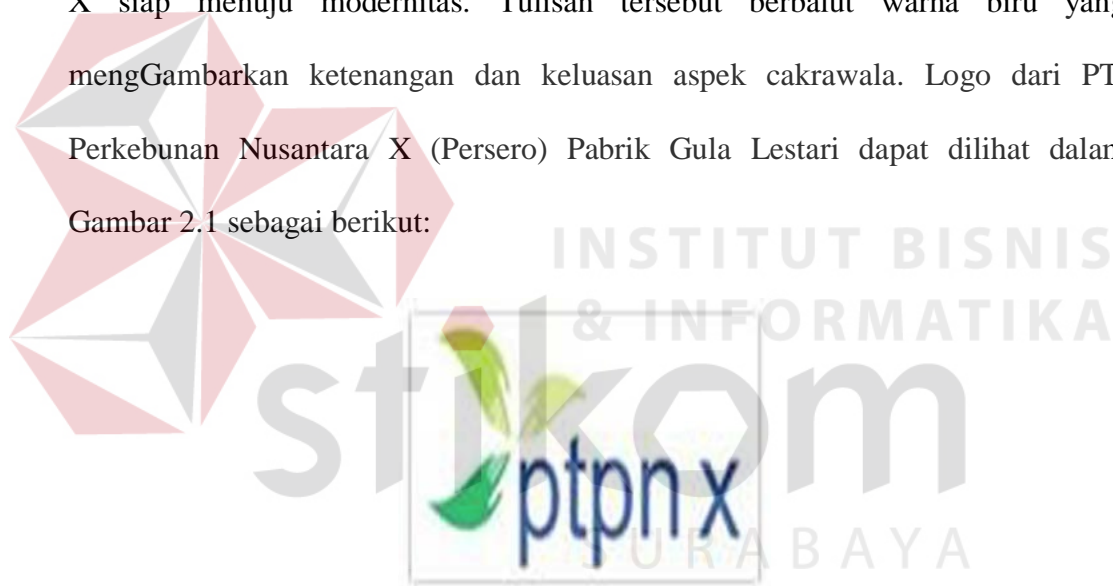 X siap menuju modernitas. Tulisan tersebut berbalut warna biru yang
mengGambarkan ketenangan dan keluasan aspek cakrawala. Logo dari PT
Perkebunan Nusantara X (Persero) Pabrik Gula Lestari dapat dilihat dalam
Gambar 2.1 sebagai berikut:
INSTITUT BISNIS
& INFORMATIKA
stikom
ptpn x
SURABAYA